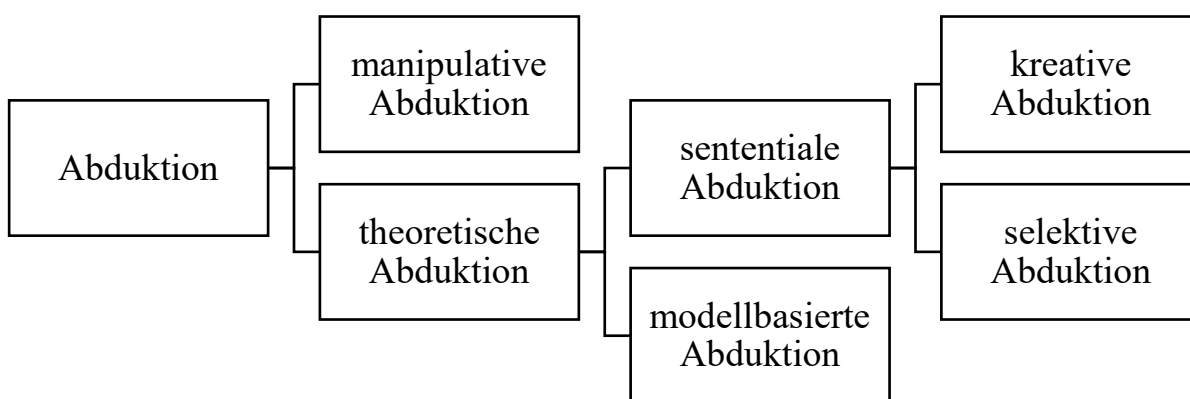 Abduktion
manipulative
Abduktion
theoretische
Abduktion
sententiale
Abduktion
modellbasierte
Abduktion
kreative
Abduktion
selektive
Abduktion